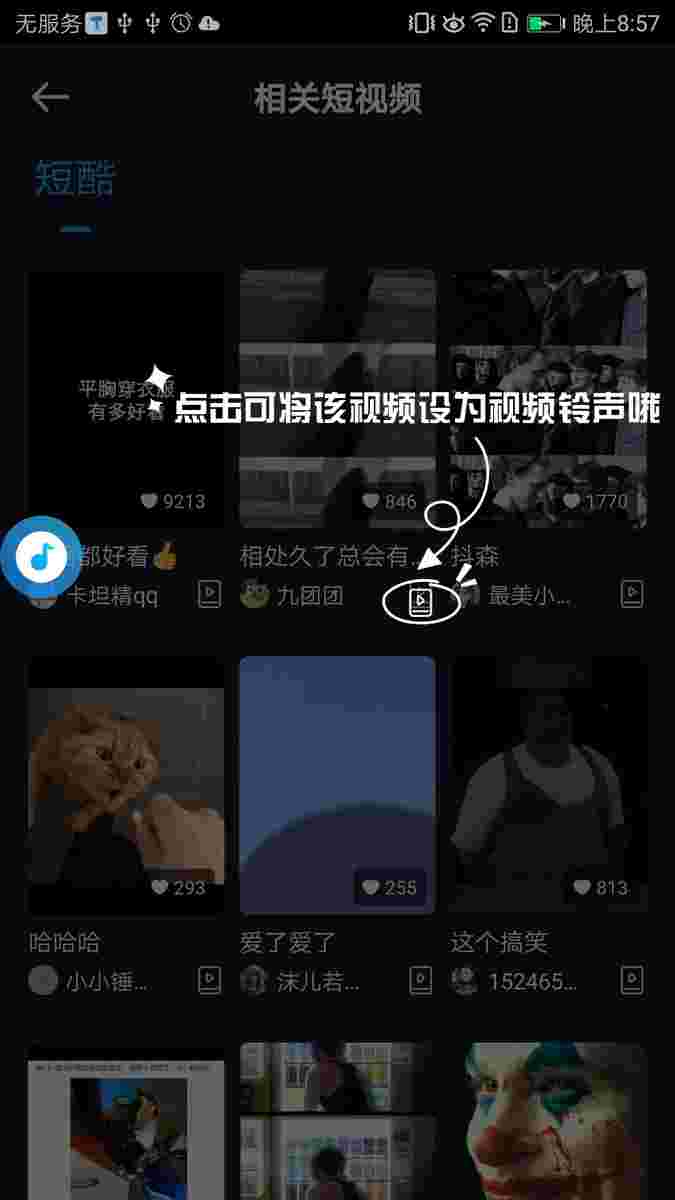 无服务 晚上8:57
相关短视频
短酷
平胸穿衣服
有多好看
点击可将该视频设为视频铃声哦
9213
846
1770
都好看👍
相处久了总会有...
抖森
卡坦精qq
九团团
最美小...
293
255
813
哈哈哈
爱了爱了
这个搞笑
小小锤...
沫儿若...
152465...